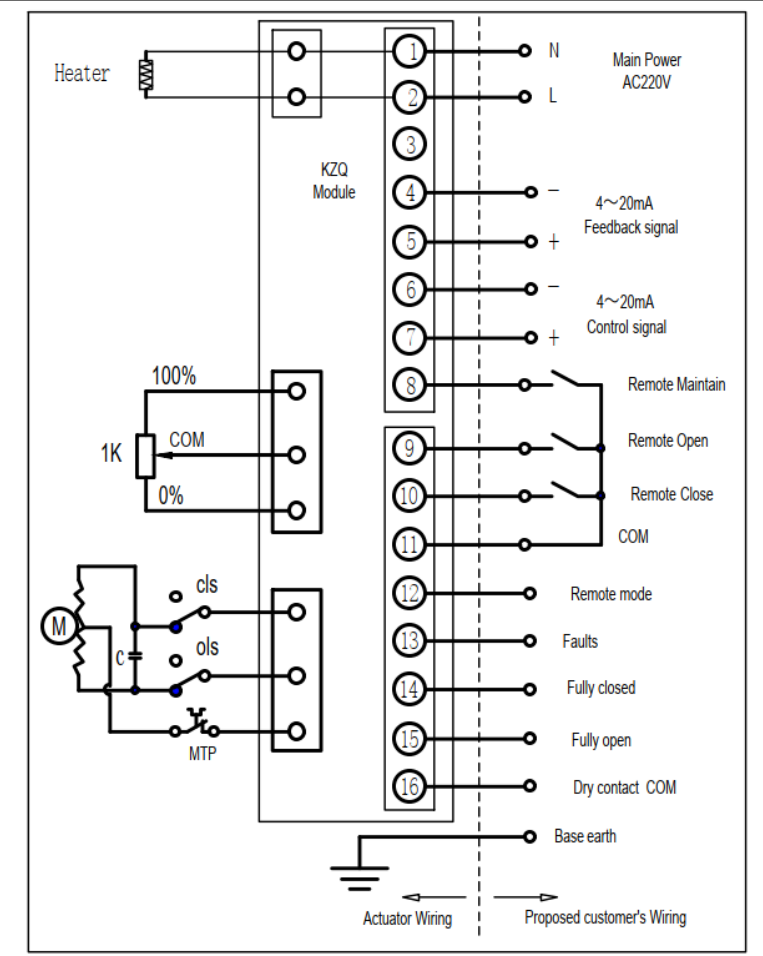 Heater
1
N
Main Power
AC220V
2
L
3
KZQ
Module
4
−
4～20mA
Feedback signal
5
+
6
−
4～20mA
Control signal
7
+
100%
8
Remote Maintain
1K
COM
9
Remote Open
0%
10
Remote Close
11
COM
cls
12
Remote mode
M
C
ols
13
Faults
14
Fully closed
MTP
15
Fully open
16
Dry contact COM
Base earth
Actuator Wiring
Proposed customer's Wiring